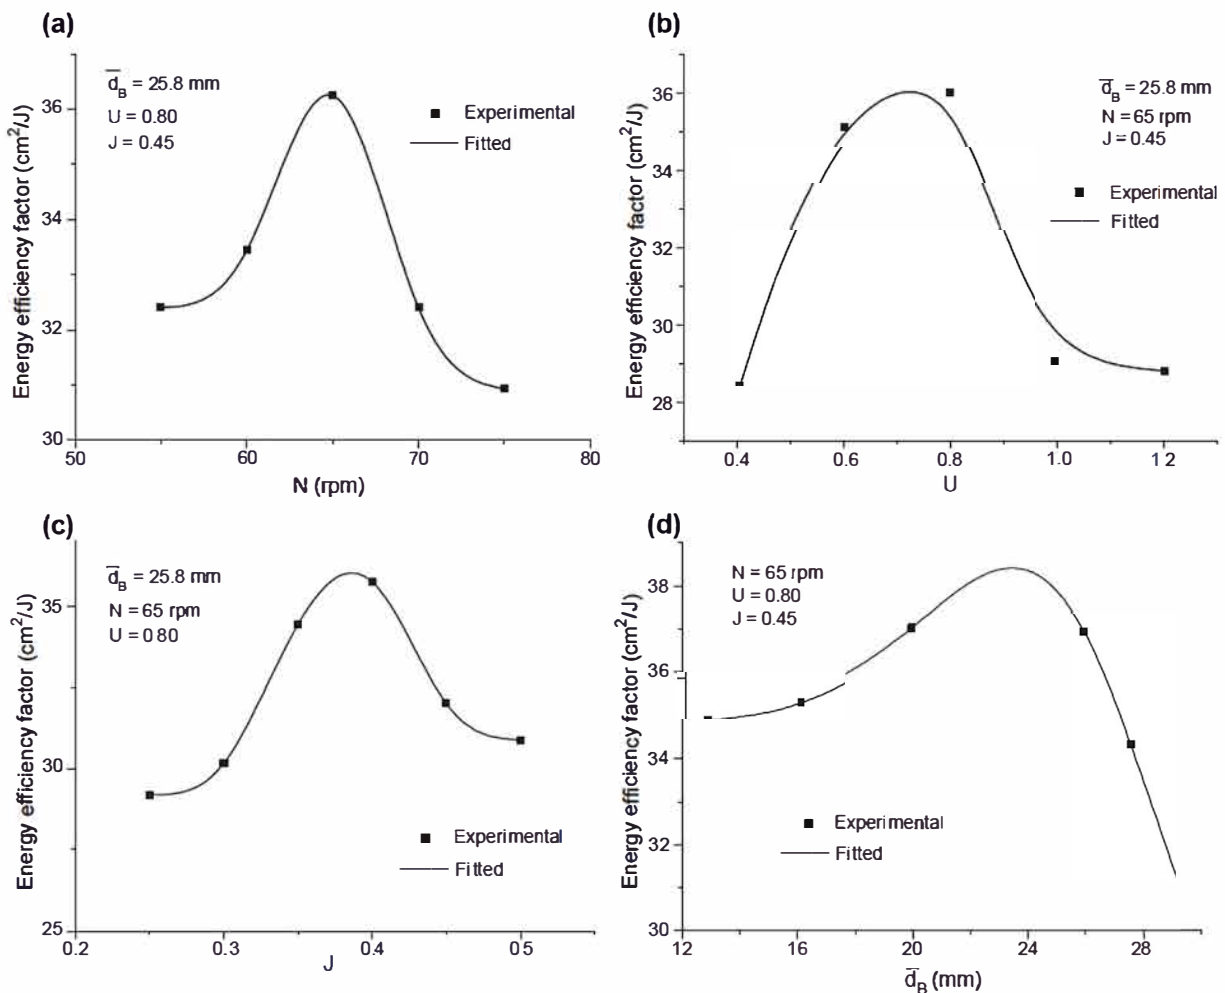 (a)
d̅B = 25.8 mm
U = 0.80
J = 0.45
Experimental
Fitted
Energy efficiency factor (cm²/J)
36
34
32
30
50
60
70
80
N (rpm)
(b)
d̅B = 25.8 mm
N = 65 rpm
J = 0.45
Experimental
Fitted
Energy efficiency factor (cm²/J)
36
34
32
30
28
0.4
0.6
0.8
1.0
12
U
(c)
d̅B = 25.8 mm
N = 65 rpm
U = 0.80
Experimental
Fitted
Energy efficiency factor (cm²/J)
35
30
25
0.2
0.3
0.4
05
J
(d)
N = 65 rpm
U = 0.80
J = 0.45
Experimental
Fitted
Energy efficiency factor (cm²/J)
38
36
34
32
30
12
16
20
24
28
d̅B (mm)